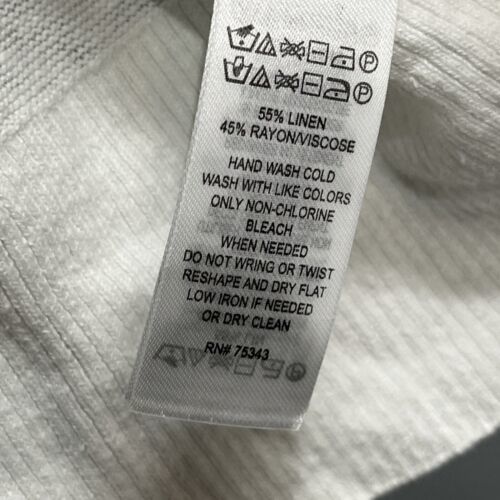 55% LINEN
45% RAYON/VISCOSE
HAND WASH COLD
WASH WITH LIKE COLORS
ONLY NON-CHLORINE
BLEACH
WHEN NEEDED
DO NOT WRING OR TWIST
RESHAPE AND DRY FLAT
LOW IRON IF NEEDED
OR DRY CLEAN
RN# 75343